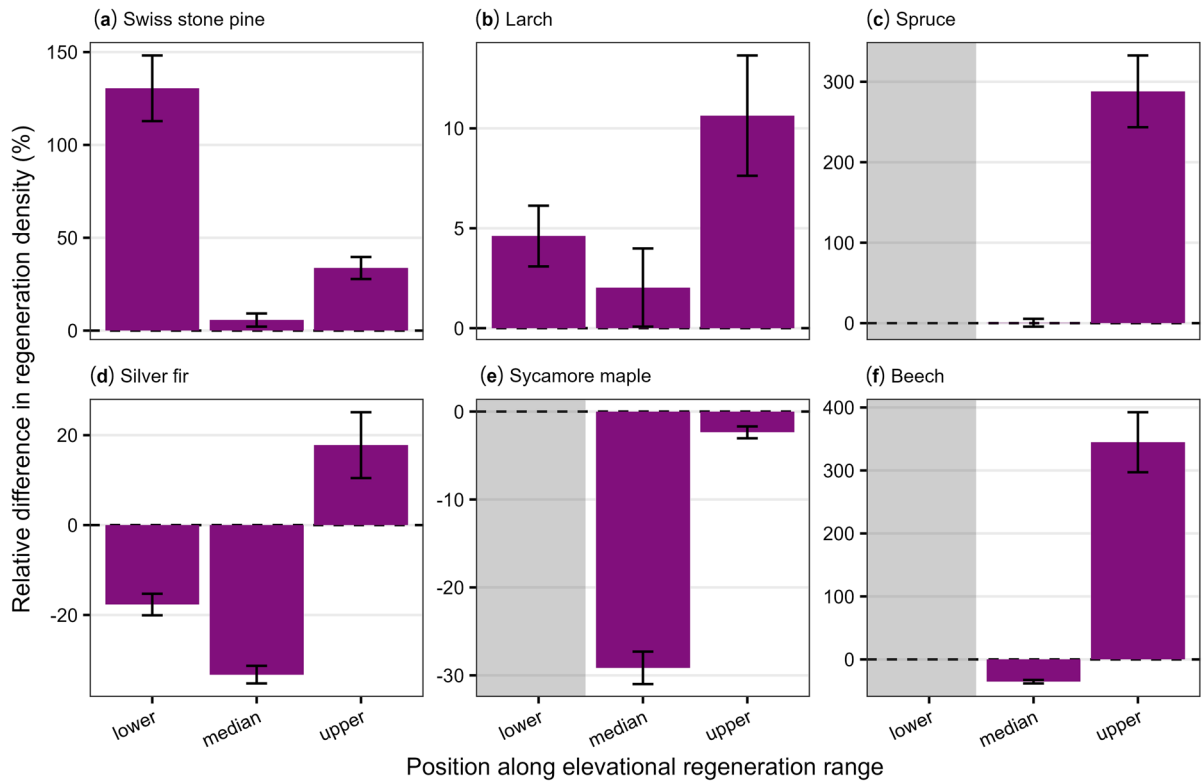 (a) Swiss stone pine
(b) Larch
(c) Spruce
150
100
50
0
10
5
0
300
200
100
0
(d) Silver fir
(e) Sycamore maple
(f) Beech
20
0
-20
0
-10
-20
-30
400
300
200
100
0
lower
median
upper
lower
median
upper
lower
median
upper
Relative difference in regeneration density (%)
Position along elevational regeneration range